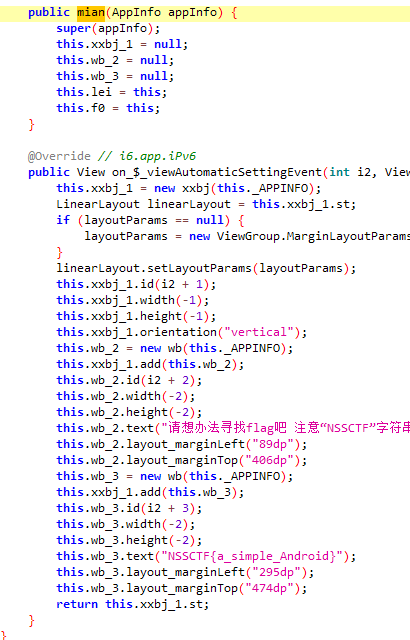 public mian(AppInfo appInfo) {
super(appInfo);
this.xxbj_1 = null;
this.wb_2 = null;
this.wb_3 = null;
this.lei = this;
this.f0 = this;
}
@Override // i6.app.iPv6
public View on_$_viewAutomaticSettingEvent(int i2, View
this.xxbj_1 = new xxbj(this._APPINFO);
LinearLayout linearLayout = this.xxbj_1.st;
if (layoutParams == null) {
layoutParams = new ViewGroup.MarginLayoutParams
}
linearLayout.setLayoutParams(layoutParams);
this.xxbj_1.id(i2 + 1);
this.xxbj_1.width(-1);
this.xxbj_1.height(-1);
this.xxbj_1.orientation("vertical");
this.wb_2 = new wb(this._APPINFO);
this.xxbj_1.add(this.wb_2);
this.wb_2.id(i2 + 2);
this.wb_2.width(-2);
this.wb_2.height(-2);
this.wb_2.text("请想办法寻找flag吧 注意“NSSCTF”字符串
this.wb_2.layout_marginLeft("89dp");
this.wb_2.layout_marginTop("406dp");
this.wb_3 = new wb(this._APPINFO);
this.xxbj_1.add(this.wb_3);
this.wb_3.id(i2 + 3);
this.wb_3.width(-2);
this.wb_3.height(-2);
this.wb_3.text("NSSCTF{a_simple_Android}");
this.wb_3.layout_marginLeft("295dp");
this.wb_3.layout_marginTop("474dp");
return this.xxbj_1.st;
}
}